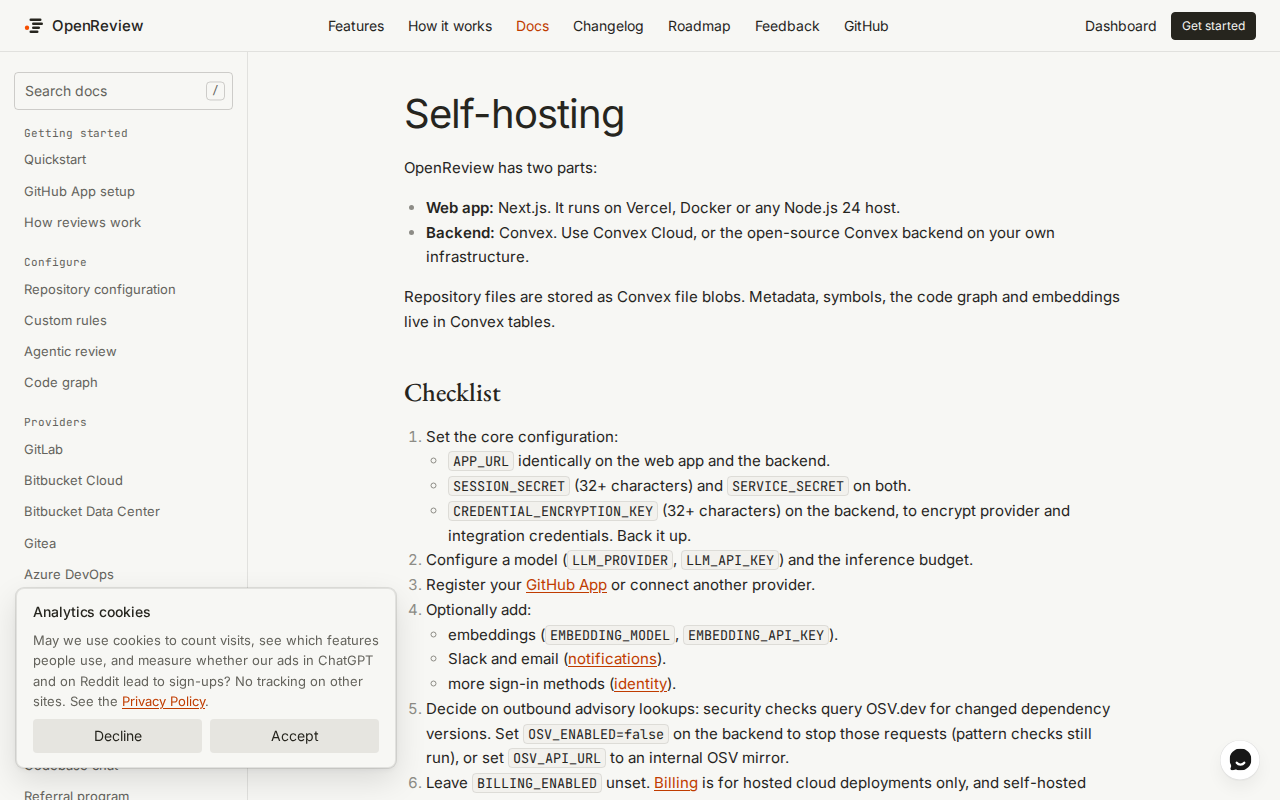 OpenReview
Features How it works Docs Changelog Roadmap Feedback GitHub
Dashboard Get started
Search docs /
Getting started
Quickstart
GitHub App setup
How reviews work
Configure
Repository configuration
Custom rules
Agentic review
Code graph
Providers
GitLab
Bitbucket Cloud
Bitbucket Data Center
Gitea
Azure DevOps
Codebase chat
Referral program
Self-hosting
OpenReview has two parts:
• Web app: Next.js. It runs on Vercel, Docker or any Node.js 24 host.
• Backend: Convex. Use Convex Cloud, or the open-source Convex backend on your own
infrastructure.
Repository files are stored as Convex file blobs. Metadata, symbols, the code graph and embeddings
live in Convex tables.
Checklist
1. Set the core configuration:
◦ APP_URL identically on the web app and the backend.
◦ SESSION_SECRET (32+ characters) and SERVICE_SECRET on both.
◦ CREDENTIAL_ENCRYPTION_KEY (32+ characters) on the backend, to encrypt provider and
integration credentials. Back it up.
2. Configure a model (LLM_PROVIDER, LLM_API_KEY) and the inference budget.
3. Register your GitHub App or connect another provider.
4. Optionally add:
◦ embeddings (EMBEDDING_MODEL, EMBEDDING_API_KEY).
◦ Slack and email (notifications).
◦ more sign-in methods (identity).
5. Decide on outbound advisory lookups: security checks query OSV.dev for changed dependency
versions. Set OSV_ENABLED=false on the backend to stop those requests (pattern checks still
run), or set OSV_API_URL to an internal OSV mirror.
6. Leave BILLING_ENABLED unset. Billing is for hosted cloud deployments only, and self-hosted
Analytics cookies
May we use cookies to count visits, see which features
people use, and measure whether our ads in ChatGPT
and on Reddit lead to sign-ups? No tracking on other
sites. See the Privacy Policy.
Decline Accept